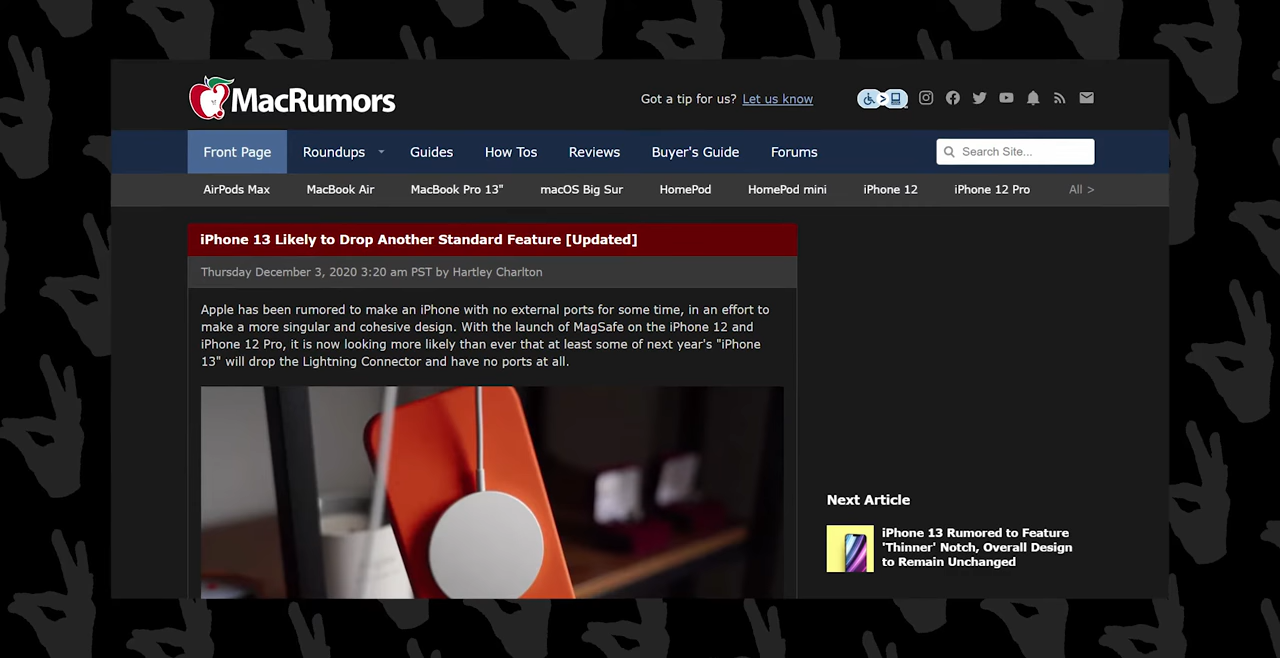 MacRumors
Got a tip for us? Let us know
Front Page Roundups Guides How Tos Reviews Buyer's Guide Forums Search Site...
AirPods Max MacBook Air MacBook Pro 13" macOS Big Sur HomePod HomePod mini iPhone 12 iPhone 12 Pro All >
iPhone 13 Likely to Drop Another Standard Feature [Updated]
Thursday December 3, 2020 3:20 am PST by Hartley Charlton
Apple has been rumored to make an iPhone with no external ports for some time, in an effort to
make a more singular and cohesive design. With the launch of MagSafe on the iPhone 12 and
iPhone 12 Pro, it is now looking more likely than ever that at least some of next year's "iPhone
13" will drop the Lightning Connector and have no ports at all.
Next Article
iPhone 13 Rumored to Feature
'Thinner' Notch, Overall Design
to Remain Unchanged